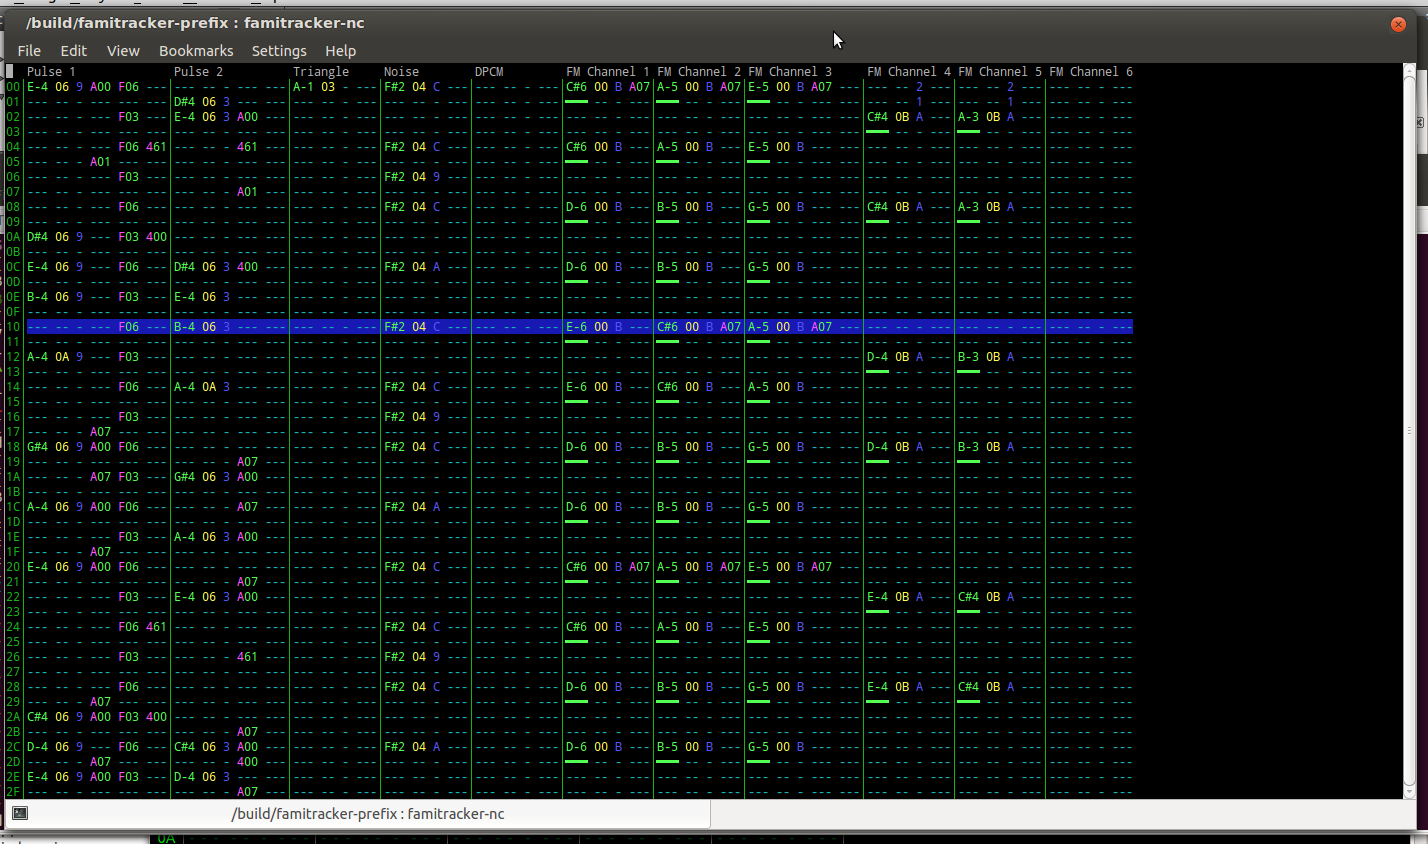 /build/famitracker-prefix : famitracker-nc
File Edit View Bookmarks Settings Help
Pulse 1 Pulse 2 Triangle Noise DPCM FM Channel 1 FM Channel 2 FM Channel 3 FM Channel 4 FM Channel 5 FM Channel 6
00 E-4 06 9 A00 F06 A-1 03 F#2 04 C C#6 00 B A07 A-5 00 B A07 E-5 00 B A07 2 2
01 D#4 06 3 1 1
02 F03 E-4 06 3 A00 C#4 0B A A-3 0B A
03
04 F06 461 461 F#2 04 C C#6 00 B A-5 00 B E-5 00 B
05 A01
06 F03 F#2 04 9
07 A01
08 F06 F#2 04 C D-6 00 B B-5 00 B G-5 00 B C#4 0B A A-3 0B A
09
0A D#4 06 9 F03 400
0B
0C E-4 06 9 F06 D#4 06 3 400 F#2 04 A D-6 00 B B-5 00 B G-5 00 B
0D
0E B-4 06 9 F03 E-4 06 3
0F
10 F06 B-4 06 3 F#2 04 C E-6 00 B C#6 00 B A07 A-5 00 B A07
11
12 A-4 0A 9 F03 D-4 0B A B-3 0B A
13
14 F06 A-4 0A 3 F#2 04 C E-6 00 B C#6 00 B A-5 00 B
15
16 F03 F#2 04 9
17 A07
18 G#4 06 9 A00 F06 F#2 04 C D-6 00 B B-5 00 B G-5 00 B D-4 0B A B-3 0B A
19 A07
1A A07 F03 G#4 06 3 A00
1B
1C A-4 06 9 A00 F06 A07 F#2 04 A D-6 00 B B-5 00 B G-5 00 B
1D
1E F03 A-4 06 3 A00
1F A07
20 E-4 06 9 A00 F06 F#2 04 C C#6 00 B A07 A-5 00 B A07 E-5 00 B A07
21 A07
22 F03 E-4 06 3 A00 E-4 0B A C#4 0B A
23
24 F06 461 F#2 04 C C#6 00 B A-5 00 B E-5 00 B
25
26 F03 461 F#2 04 9
27
28 F06 F#2 04 C D-6 00 B B-5 00 B G-5 00 B E-4 0B A C#4 0B A
29 A07
2A C#4 06 9 A00 F03 400
2B A07
2C D-4 06 9 F06 C#4 06 3 A00 F#2 04 A D-6 00 B B-5 00 B G-5 00 B
2D A07 400
2E E-4 06 9 A00 F03 D-4 06 3
2F A07
/build/famitracker-prefix : famitracker-nc
0A